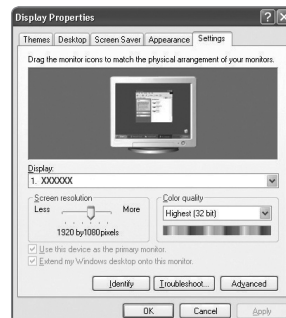 Display Properties
Themes Desktop Screen Saver Appearance Settings
Drag the monitor icons to match the physical arrangement of your monitors.
Display:
1. XXXXXX
Screen resolution
Less More
1920 by1080pixels
Color quality
Highest (32 bit)
Use this device as the primary monitor.
Extend my Windows desktop onto this monitor.
Identify Troubleshoot... Advanced
OK Cancel Apply